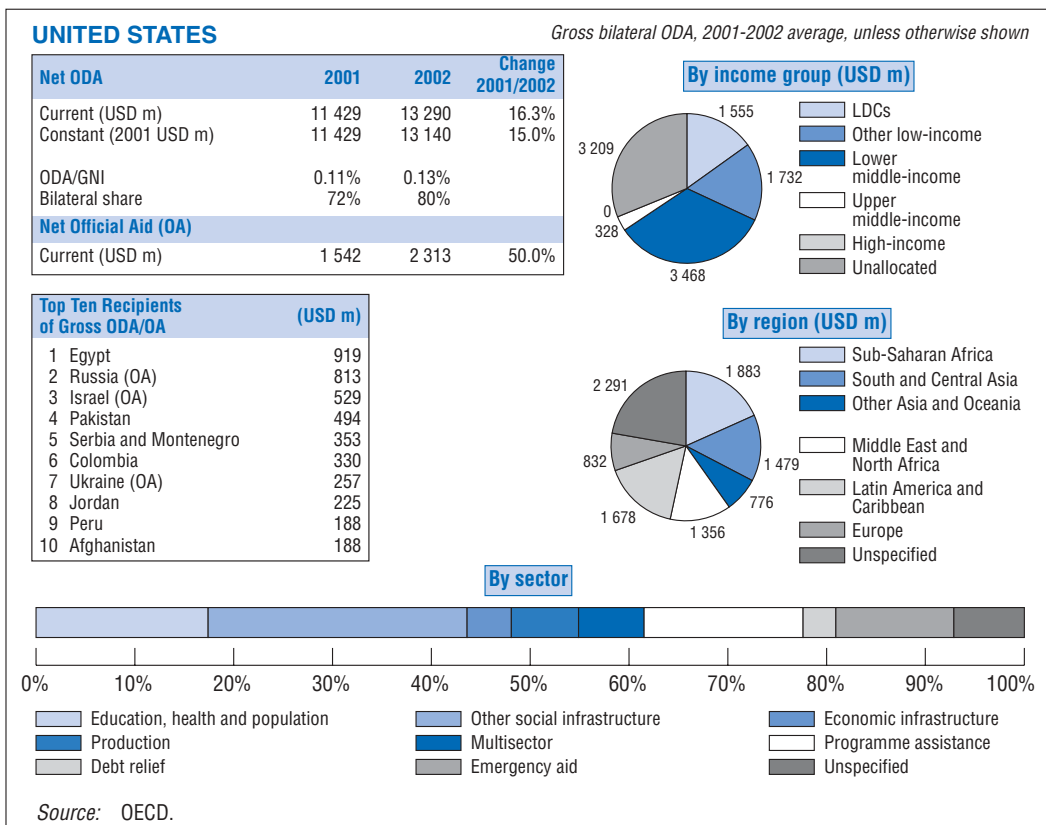 UNITED STATES
Gross bilateral ODA, 2001-2002 average, unless otherwise shown
Net ODA 2001 2002 Change 2001/2002
Current (USD m) 11 429 13 290 16.3%
Constant (2001 USD m) 11 429 13 140 15.0%
ODA/GNI 0.11% 0.13%
Bilateral share 72% 80%
Net Official Aid (OA)
Current (USD m) 1 542 2 313 50.0%
By income group (USD m)
1 555
1 732
3 468
328
0
3 209
LDCs
Other low-income
Lower
middle-income
Upper
middle-income
High-income
Unallocated
Top Ten Recipients
of Gross ODA/OA (USD m)
1 Egypt 919
2 Russia (OA) 813
3 Israel (OA) 529
4 Pakistan 494
5 Serbia and Montenegro 353
6 Colombia 330
7 Ukraine (OA) 257
8 Jordan 225
9 Peru 188
10 Afghanistan 188
By region (USD m)
1 883
1 479
776
1 356
1 678
832
2 291
Sub-Saharan Africa
South and Central Asia
Other Asia and Oceania
Middle East and
North Africa
Latin America and
Caribbean
Europe
Unspecified
By sector
0% 10% 20% 30% 40% 50% 60% 70% 80% 90% 100%
Education, health and population Other social infrastructure Economic infrastructure
Production Multisector Programme assistance
Debt relief Emergency aid Unspecified
Source: OECD.